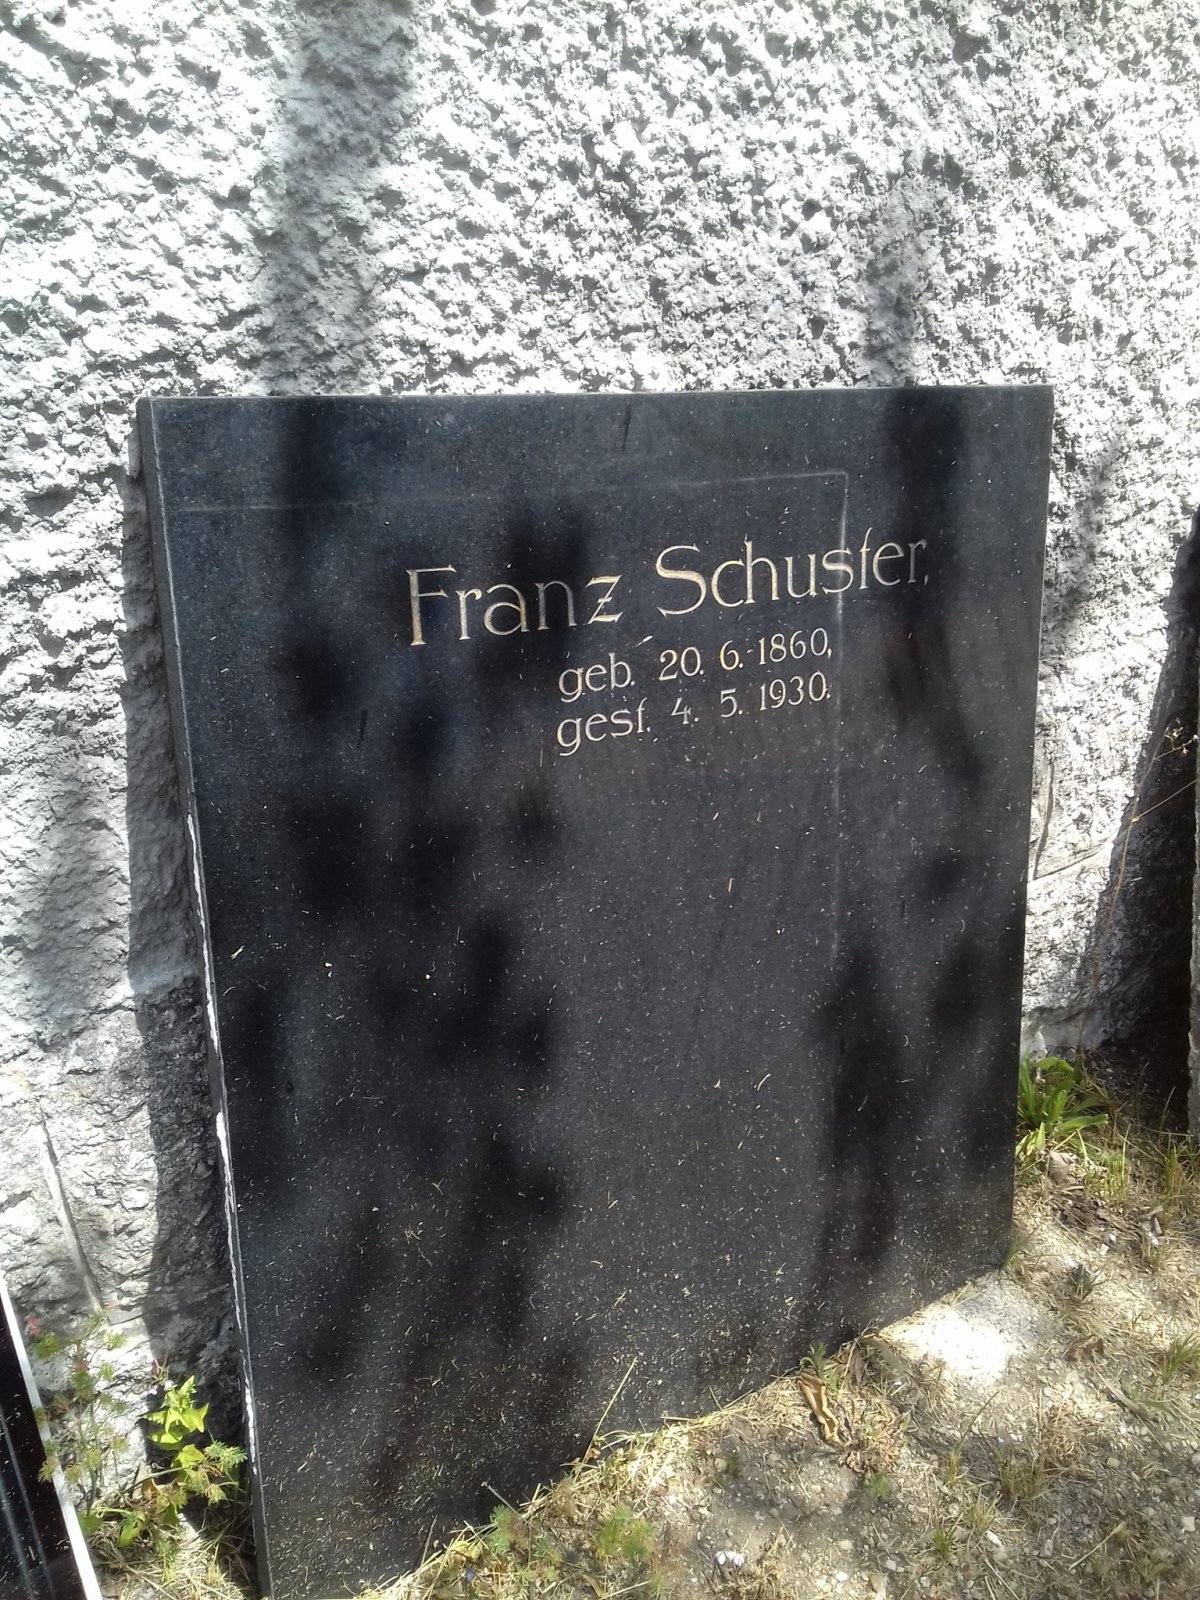 Franz Schuster,
geb. 20. 6. 1860,
gest. 4. 5. 1930.